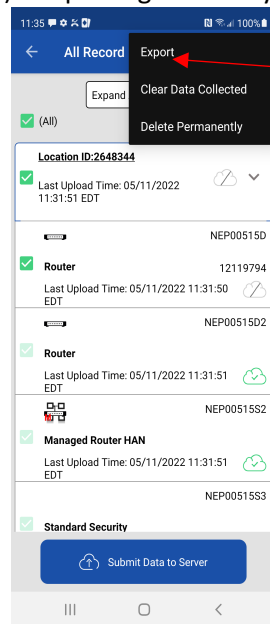 11:35 100%
All Record
Export
Expand
Clear Data Collected
(All)
Delete Permanently
Location ID:2648344
Last Upload Time: 05/11/2022
11:31:51 EDT
NEP00515D
Router 12119794
Last Upload Time: 05/11/2022 11:31:50
EDT
NEP00515D2
Router
Last Upload Time: 05/11/2022 11:31:51
EDT
NEP00515S2
Managed Router HAN
Last Upload Time: 05/11/2022 11:31:51
EDT
NEP00515S3
Standard Security
Submit Data to Server